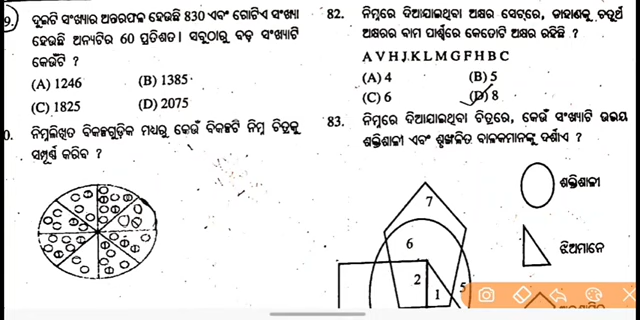 9. ଦୁଇଟି ସଂଖ୍ୟାର ଅନ୍ତରଫଳ ହେଉଛି 830 ଏବଂ ଗୋଟିଏ ସଂଖ୍ୟା
ହେଉଛି ଅନ୍ୟଟିର 60 ପ୍ରତିଶତ। ସବୁଠାରୁ ବଡ଼ ସଂଖ୍ୟାଟି
କେଉଁଟି ?
(A) 1246 (B) 1385
(C) 1825 (D) 2075
0. ନିମ୍ନଲିଖିତ ବିକଳ୍ପଗୁଡ଼ିକ ମଧ୍ୟରୁ କେଉଁ ବିକଳ୍ପଟି ନିମ୍ନ ଚିତ୍ରକୁ
ସମ୍ପୂର୍ଣ୍ଣ କରିବ ?
82. ନିମ୍ନରେ ଦିଆଯାଇଥିବା ଅକ୍ଷର ସେଟ୍‌ରେ, ଡାହାଣକୁ ଚତୁର୍ଥ
ଅକ୍ଷରର ବାମ ପାର୍ଶ୍ବରେ କେତୋଟି ଅକ୍ଷର ରହିଛି ?
A V H J K L M G F H B C
(A) 4 (B) 5
(C) 6 (D) 8
83. ନିମ୍ନରେ ଦିଆଯାଇଥିବା ଚିତ୍ରରେ, କେଉଁ ସଂଖ୍ୟାଟି ଉଭୟ
ଶକ୍ତିଶାଳୀ ଏବଂ ଶୃଙ୍ଖଳିତ ବାଳକମାନଙ୍କୁ ଦର୍ଶାଏ ?
7
6
2
1
5
ଶକ୍ତିଶାଳୀ
ଝିଅମାନେ